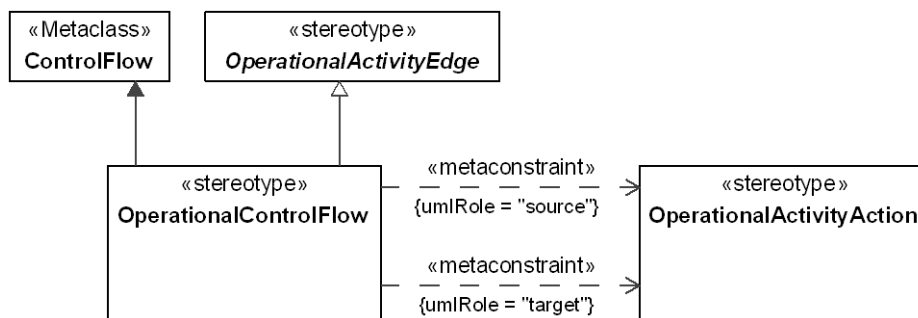 «Metaclass»
ControlFlow
«stereotype»
OperationalActivityEdge
«stereotype»
OperationalControlFlow
«metaconstraint»
{umlRole = "source"}
«metaconstraint»
{umlRole = "target"}
«stereotype»
OperationalActivityAction